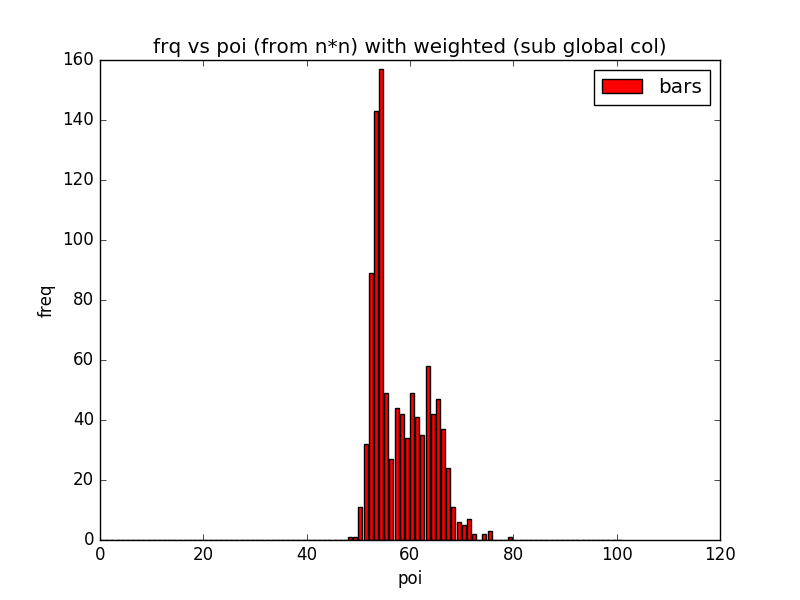 frq vs poi (from n*n) with weighted (sub global col)
160
140
120
100
80
60
40
20
0
freq
bars
0 20 40 60 80 100 120
poi